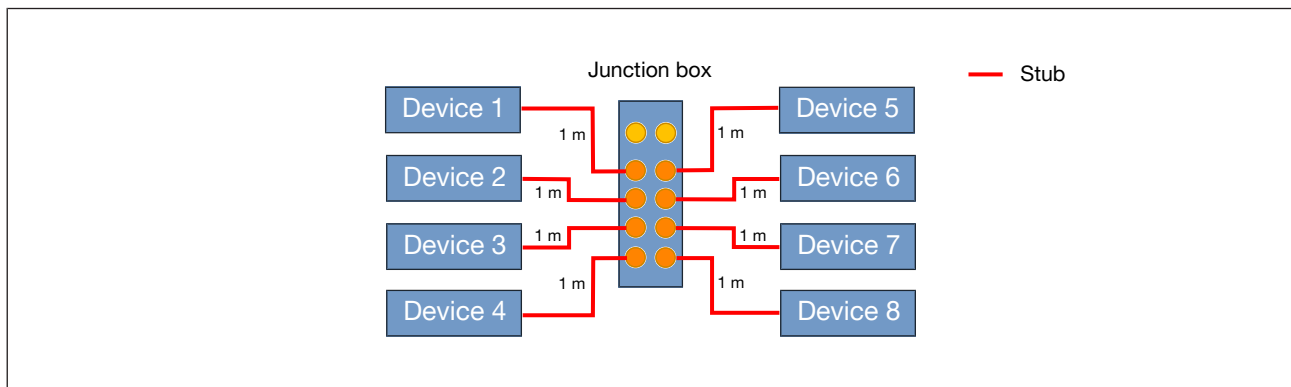 Junction box
Stub
Device 1
Device 5
1 m
1 m
Device 2
Device 6
1 m
1 m
Device 3
Device 7
1 m
1 m
Device 4
Device 8
1 m
1 m